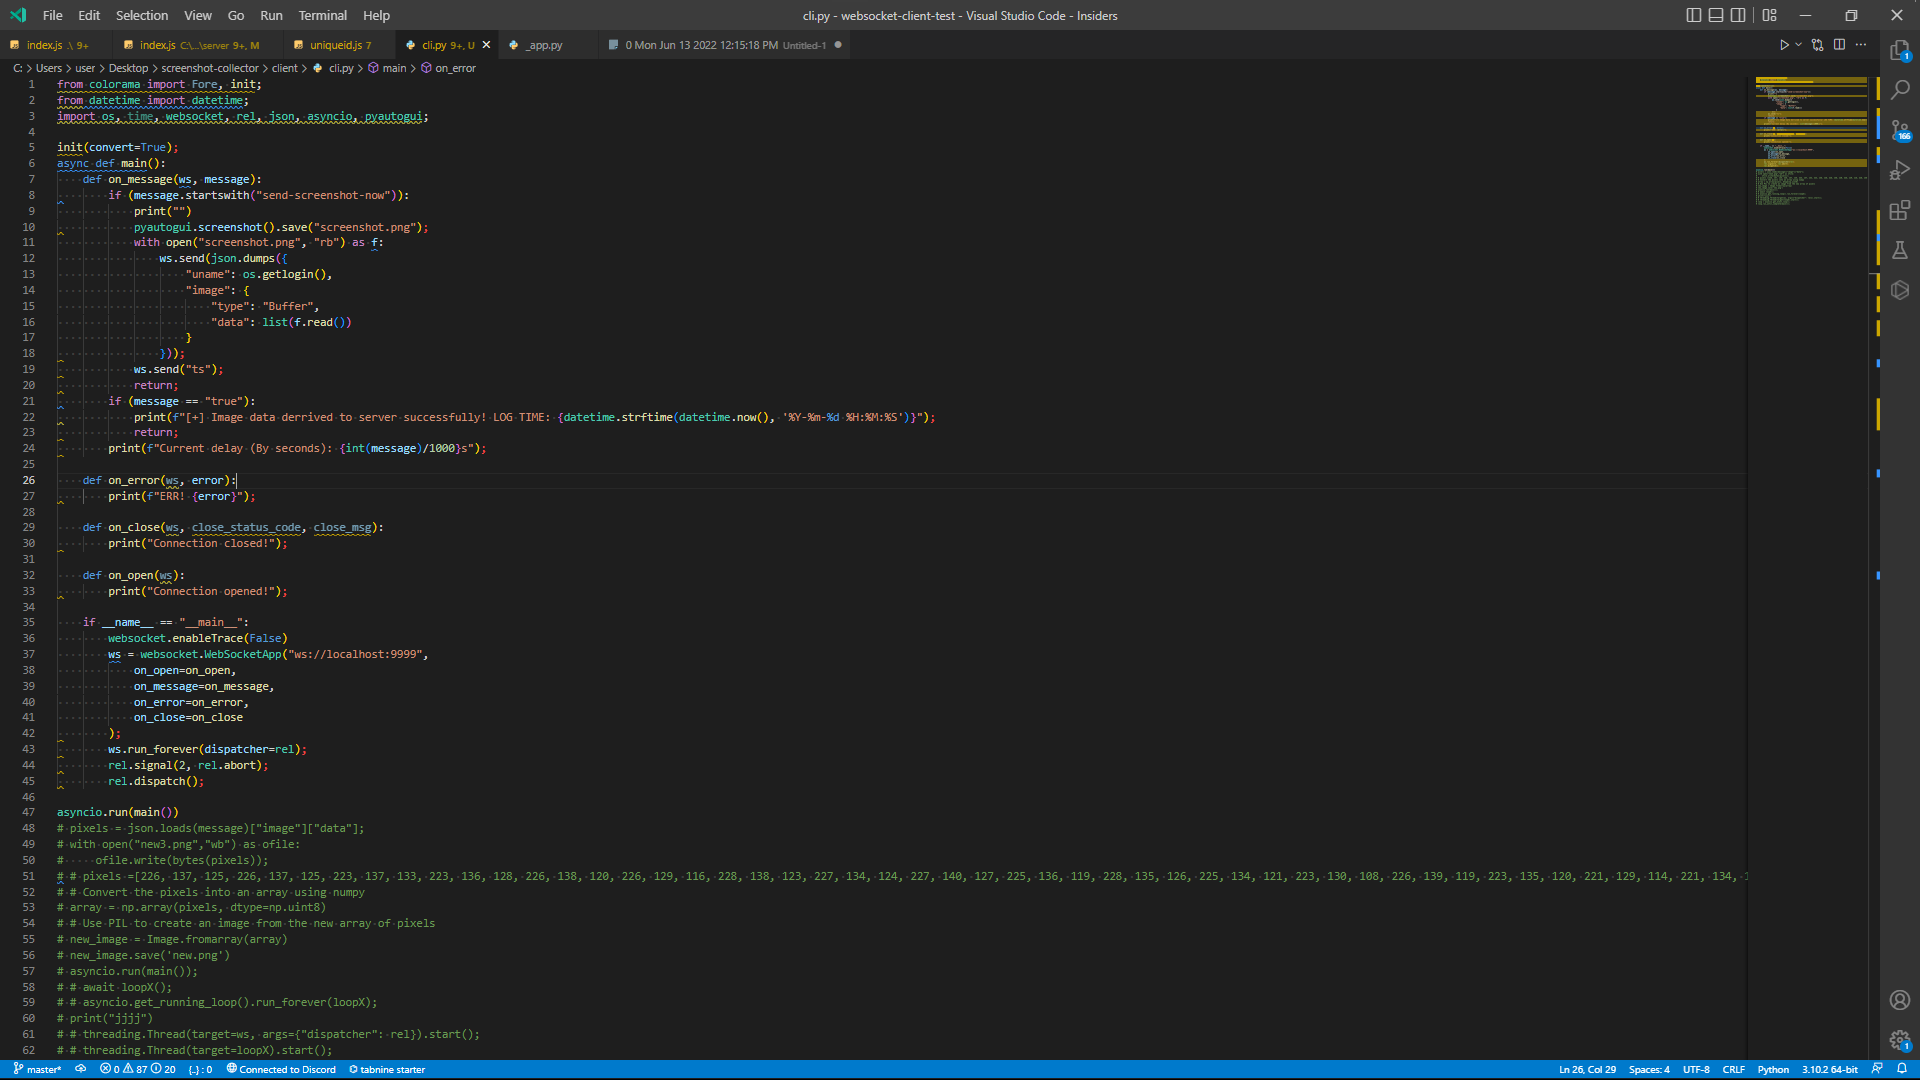 File Edit Selection View Go Run Terminal Help
cli.py - websocket-client-test - Visual Studio Code - Insiders
index.js .\ 9+
index.js C:\...\server 9+, M
uniqueid.js 7
cli.py 9+, U
_app.py
0 Mon Jun 13 2022 12:15:18 PM Untitled-1
C: > Users > user > Desktop > screenshot-collector > client > cli.py > main > on_error
1 from colorama import Fore, init;
2 from datetime import datetime;
3 import os, time, websocket, rel, json, asyncio, pyautogui;
4
5 init(convert=True);
6 async def main():
7 def on_message(ws, message):
8 if (message.startswith("send-screenshot-now")):
9 print("")
10 pyautogui.screenshot().save("screenshot.png");
11 with open("screenshot.png", "rb") as f:
12 ws.send(json.dumps({
13 "uname": os.getlogin(),
14 "image": {
15 "type": "Buffer",
16 "data": list(f.read())
17 }
18 }));
19 ws.send("ts");
20 return;
21 if (message == "true"):
22 print(f"[+] Image data derrived to server successfully! LOG TIME: {datetime.strftime(datetime.now(), '%Y-%m-%d %H:%M:%S')}");
23 return;
24 print(f"Current delay (By seconds): {int(message)/1000}s");
25
26 def on_error(ws, error):
27 print(f"ERR! {error}");
28
29 def on_close(ws, close_status_code, close_msg):
30 print("Connection closed!");
31
32 def on_open(ws):
33 print("Connection opened!");
34
35 if __name__ == "__main__":
36 websocket.enableTrace(False)
37 ws = websocket.WebSocketApp("ws://localhost:9999",
38 on_open=on_open,
39 on_message=on_message,
40 on_error=on_error,
41 on_close=on_close
42 );
43 ws.run_forever(dispatcher=rel);
44 rel.signal(2, rel.abort);
45 rel.dispatch();
46
47 asyncio.run(main())
48 # pixels = json.loads(message)["image"]["data"];
49 # with open("new3.png","wb") as ofile:
50 # ofile.write(bytes(pixels));
51 # # pixels =[226, 137, 125, 226, 137, 125, 223, 137, 133, 223, 136, 128, 226, 138, 120, 226, 129, 116, 228, 138, 123, 227, 134, 124, 227, 140, 127, 225, 136, 119, 228, 135, 126, 225, 134, 121, 223, 130, 108, 226, 139, 119, 223, 135, 120, 221, 129, 114, 221, 134,
52 # # Convert the pixels into an array using numpy
53 # array = np.array(pixels, dtype=np.uint8)
54 # # Use PIL to create an image from the new array of pixels
55 # new_image = Image.fromarray(array)
56 # new_image.save('new.png')
57 # asyncio.run(main());
58 # # await loopX();
59 # # asyncio.get_running_loop().run_forever(loopX);
60 # print("jjjj")
61 # # threading.Thread(target=ws, args={"dispatcher": rel}).start();
62 # # threading.Thread(target=loopX).start();
1
166
1
master* 0 87 20 {..} : 0 Connected to Discord tabnine starter
Ln 26, Col 29 Spaces: 4 UTF-8 CRLF Python 3.10.2 64-bit